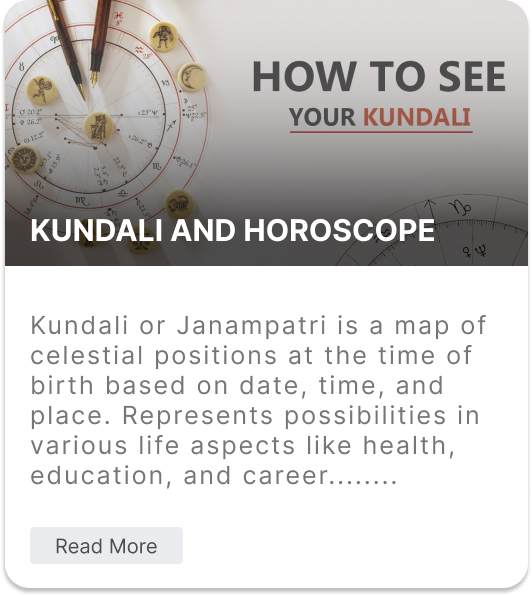 HOW TO SEE
YOUR KUNDALI
KUNDALI AND HOROSCOPE
Kundali or Janampatri is a map of
celestial positions at the time of
birth based on date, time, and
place. Represents possibilities in
various life aspects like health,
education, and career........
Read More